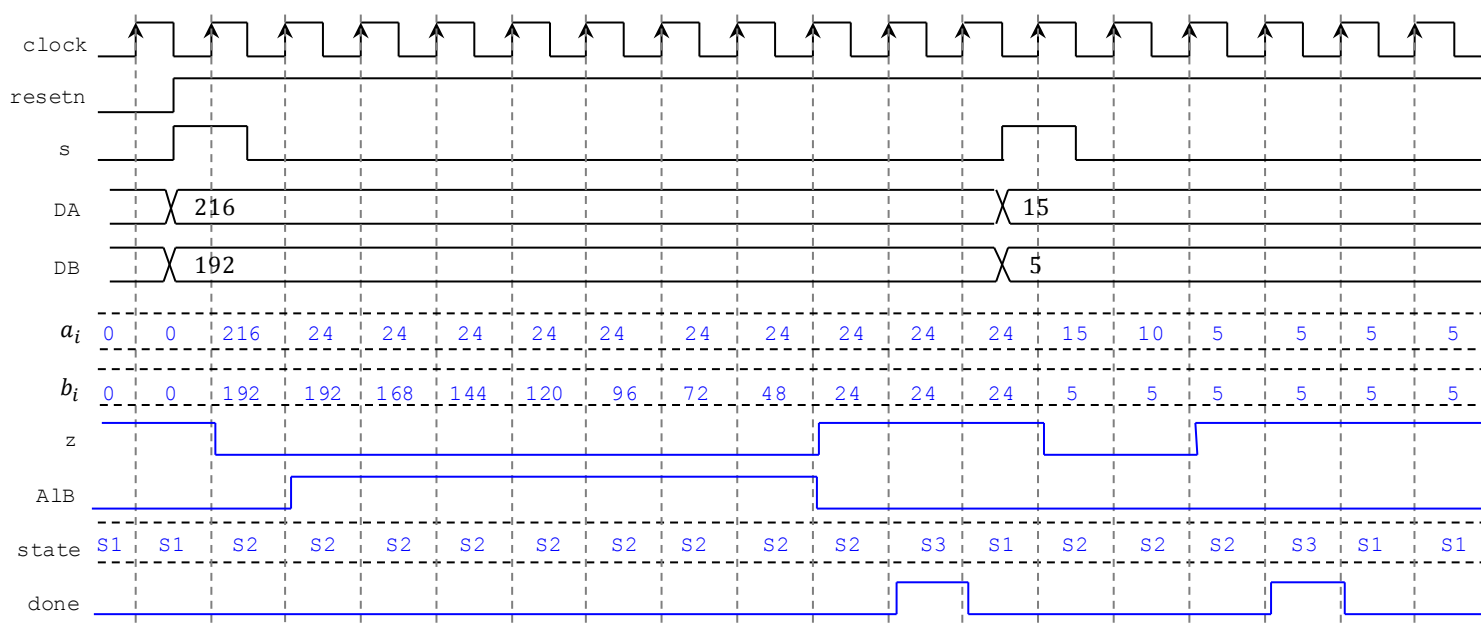 clock
resetn
s
DA 216 15
DB 192 5
aᵢ 0 0 216 24 24 24 24 24 24 24 24 24 24 15 10 5 5 5 5
bᵢ 0 0 192 192 168 144 120 96 72 48 24 24 24 5 5 5 5 5 5
z
AlB
state S1 S1 S2 S2 S2 S2 S2 S2 S2 S2 S2 S3 S1 S2 S2 S2 S3 S1 S1
done